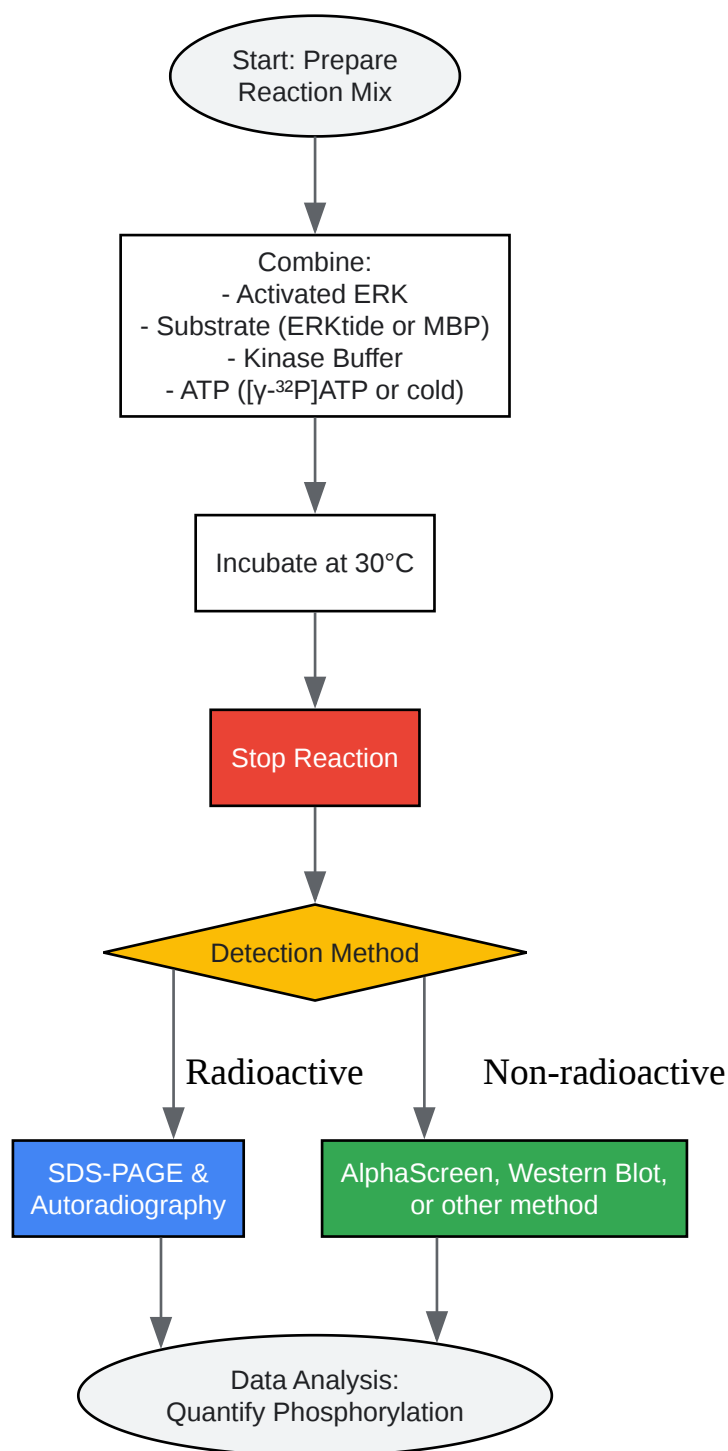 Start: Prepare
Reaction Mix
Combine:
- Activated ERK
- Substrate (ERKtide or MBP)
- Kinase Buffer
- ATP ([γ-³²P]ATP or cold)
Incubate at 30°C
Stop Reaction
Detection Method
Radioactive
Non-radioactive
SDS-PAGE &
Autoradiography
AlphaScreen, Western Blot,
or other method
Data Analysis:
Quantify Phosphorylation